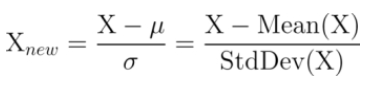 X_new = (X − μ) / σ = (X − Mean(X)) / StdDev(X)